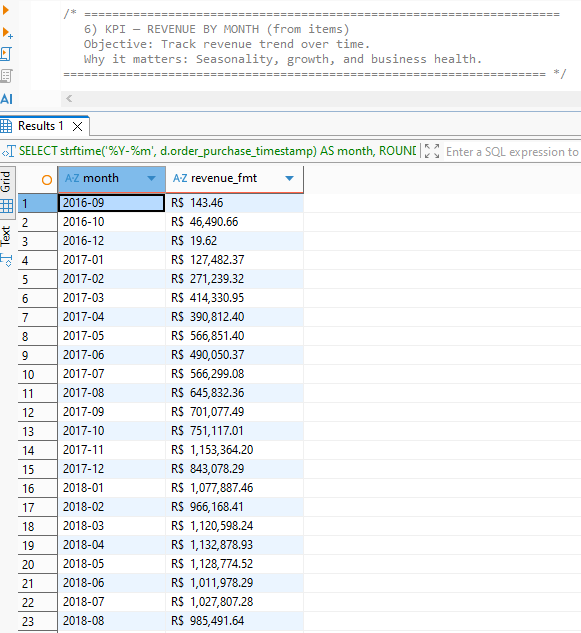 /* ==================================================================
6) KPI – REVENUE BY MONTH (from items)
Objective: Track revenue trend over time.
Why it matters: Seasonality, growth, and business health.
================================================================== */
AI
Results 1
SELECT strftime('%Y-%m', d.order_purchase_timestamp) AS month, ROUND
Enter a SQL expression to
Grid
Text
A-Z month A-Z revenue_fmt
1 2016-09 R$ 143.46
2 2016-10 R$ 46,490.66
3 2016-12 R$ 19.62
4 2017-01 R$ 127,482.37
5 2017-02 R$ 271,239.32
6 2017-03 R$ 414,330.95
7 2017-04 R$ 390,812.40
8 2017-05 R$ 566,851.40
9 2017-06 R$ 490,050.37
10 2017-07 R$ 566,299.08
11 2017-08 R$ 645,832.36
12 2017-09 R$ 701,077.49
13 2017-10 R$ 751,117.01
14 2017-11 R$ 1,153,364.20
15 2017-12 R$ 843,078.29
16 2018-01 R$ 1,077,887.46
17 2018-02 R$ 966,168.41
18 2018-03 R$ 1,120,598.24
19 2018-04 R$ 1,132,878.93
20 2018-05 R$ 1,128,774.52
21 2018-06 R$ 1,011,978.29
22 2018-07 R$ 1,027,807.28
23 2018-08 R$ 985,491.64